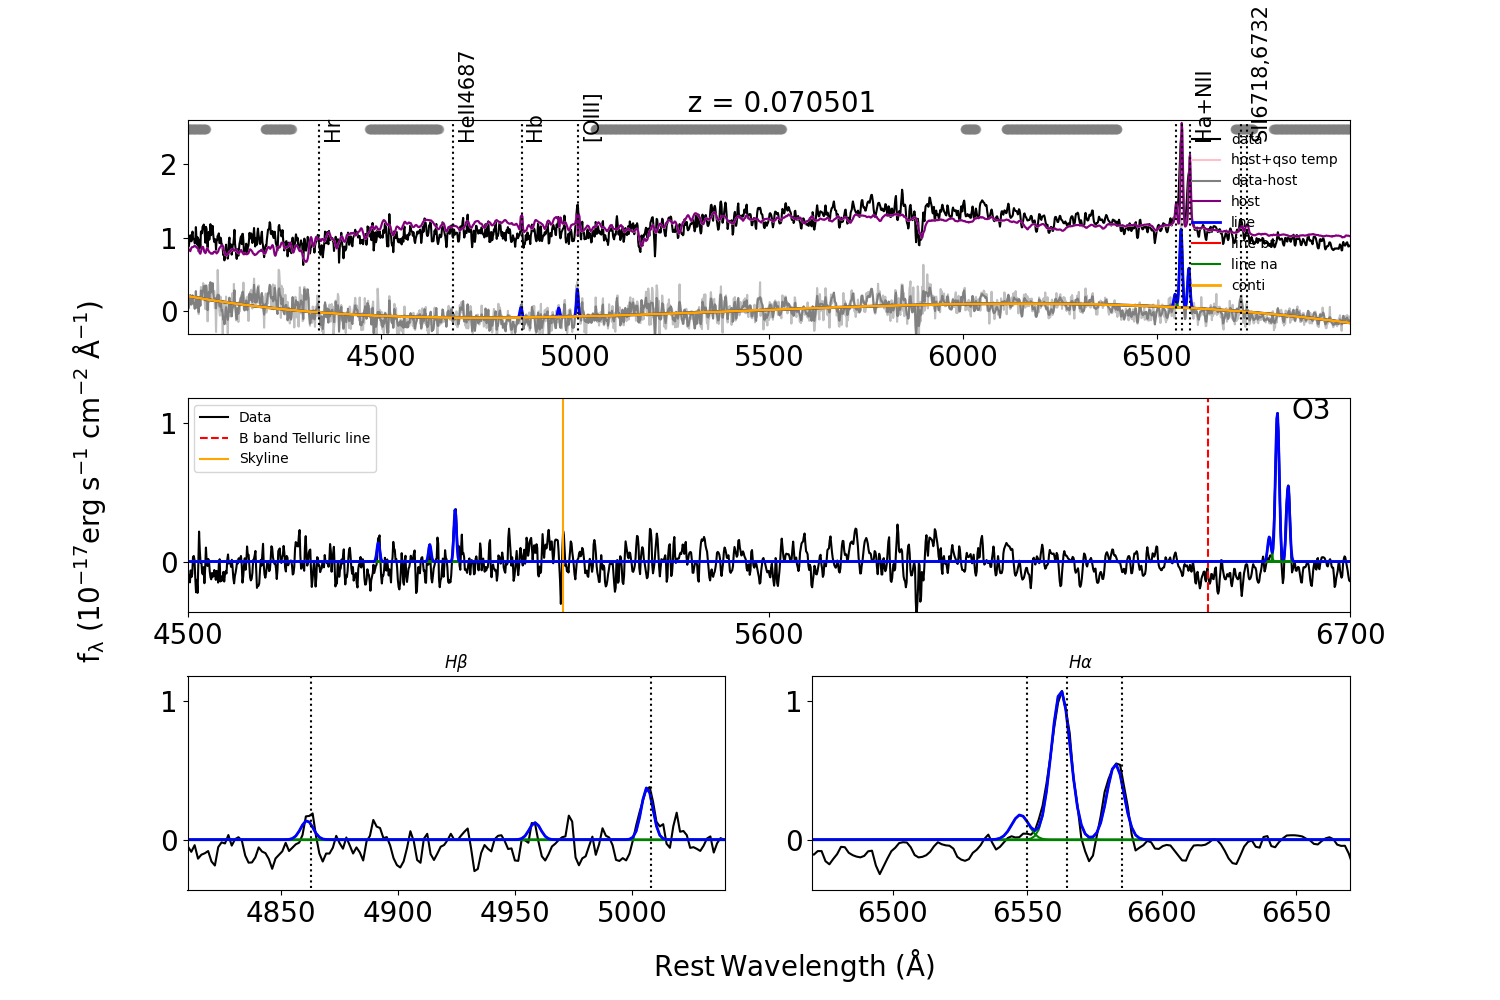 z = 0.070501
Hr
HeII4687
Hb
[OIII]
Ha+NII
SII6718,6732
data
host+qso temp
data-host
host
line
line br
line na
conti
2
1
0
4500
5000
5500
6000
6500
f_λ (10^−17 erg s^−1 cm^−2 Å^−1)
Data
B band Telluric line
Skyline
O3
1
0
4500
5600
6700
Hβ
1
0
4850
4900
4950
5000
Hα
1
0
6500
6550
6600
6650
Rest Wavelength (Å)